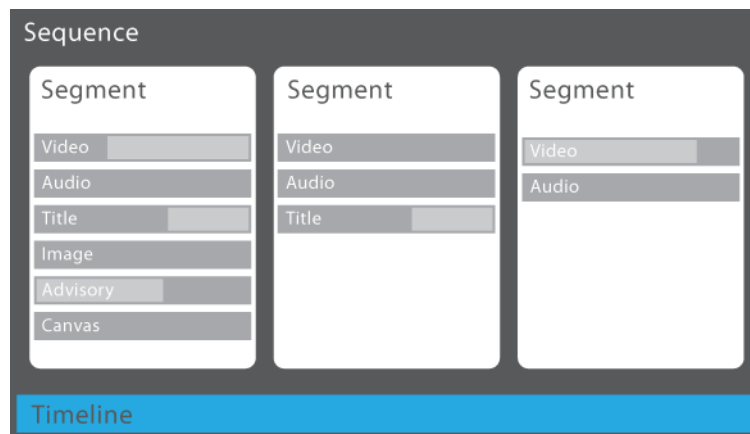 Sequence
Segment
Video
Audio
Title
Image
Advisory
Canvas
Segment
Video
Audio
Title
Segment
Video
Audio
Timeline